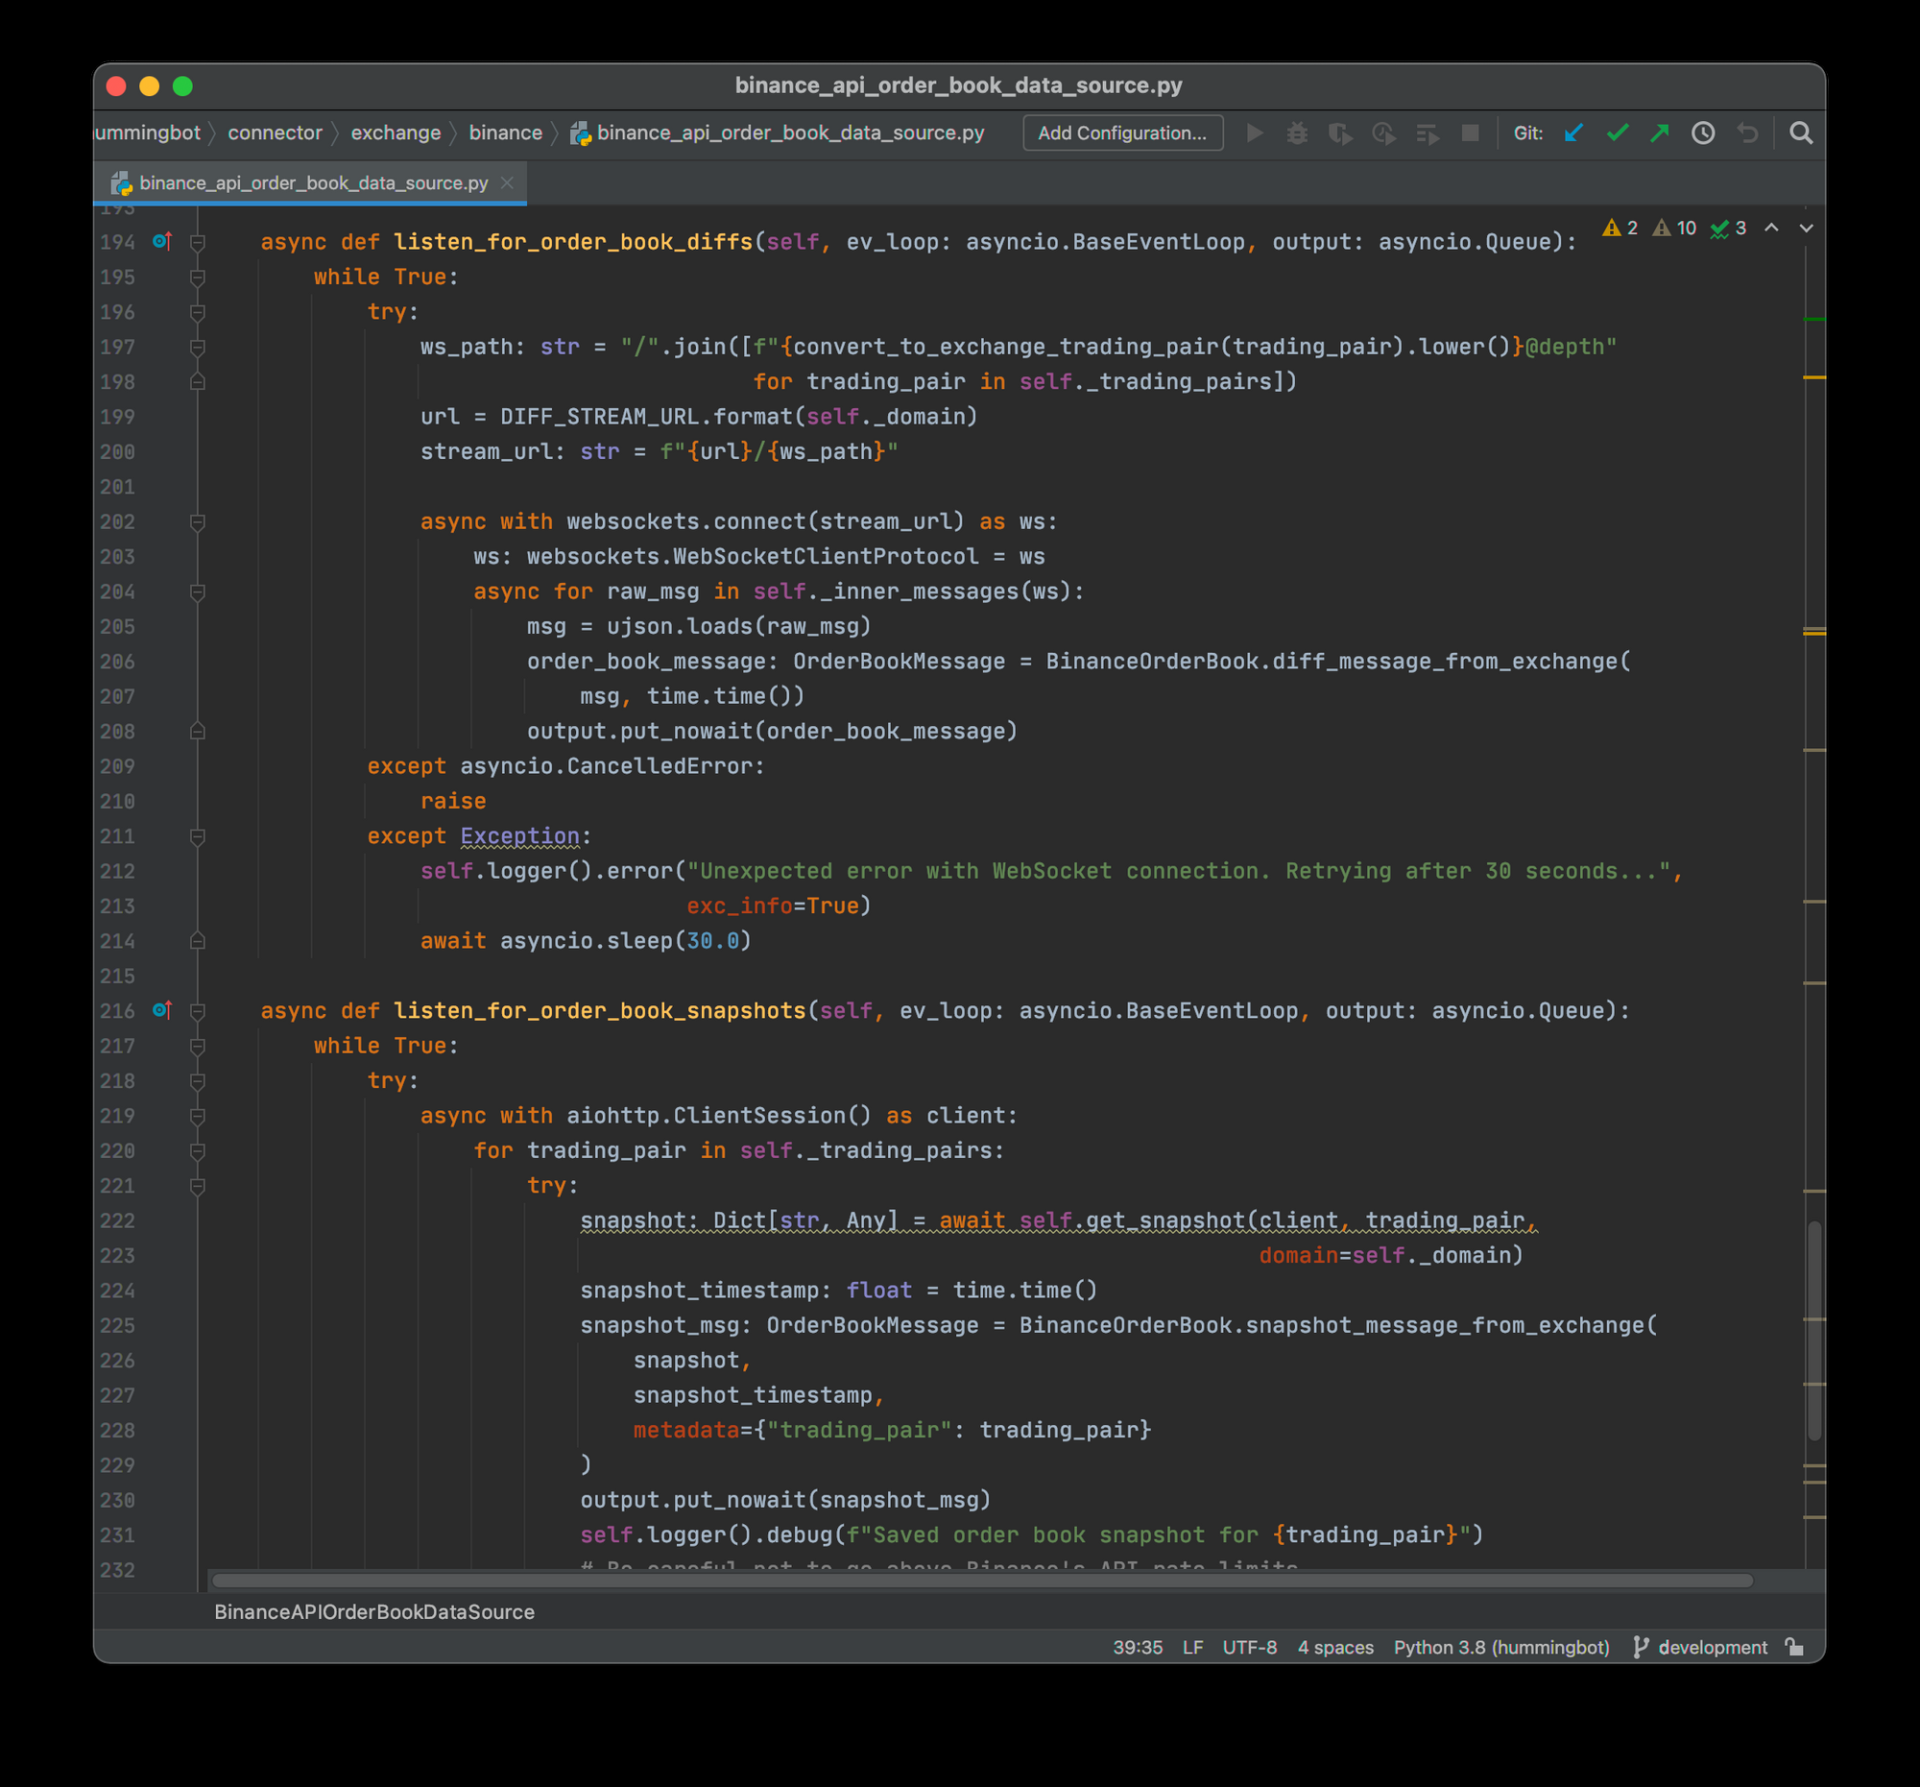 binance_api_order_book_data_source.py
ummingbot connector exchange binance binance_api_order_book_data_source.py Add Configuration... Git:
binance_api_order_book_data_source.py
193
2 10 3
194 async def listen_for_order_book_diffs(self, ev_loop: asyncio.BaseEventLoop, output: asyncio.Queue):
195 while True:
196 try:
197 ws_path: str = "/".join([f"{convert_to_exchange_trading_pair(trading_pair).lower()}@depth"
198 for trading_pair in self._trading_pairs])
199 url = DIFF_STREAM_URL.format(self._domain)
200 stream_url: str = f"{url}/{ws_path}"
201
202 async with websockets.connect(stream_url) as ws:
203 ws: websockets.WebSocketClientProtocol = ws
204 async for raw_msg in self._inner_messages(ws):
205 msg = ujson.loads(raw_msg)
206 order_book_message: OrderBookMessage = BinanceOrderBook.diff_message_from_exchange(
207 msg, time.time())
208 output.put_nowait(order_book_message)
209 except asyncio.CancelledError:
210 raise
211 except Exception:
212 self.logger().error("Unexpected error with WebSocket connection. Retrying after 30 seconds...",
213 exc_info=True)
214 await asyncio.sleep(30.0)
215
216 async def listen_for_order_book_snapshots(self, ev_loop: asyncio.BaseEventLoop, output: asyncio.Queue):
217 while True:
218 try:
219 async with aiohttp.ClientSession() as client:
220 for trading_pair in self._trading_pairs:
221 try:
222 snapshot: Dict[str, Any] = await self.get_snapshot(client, trading_pair,
223 domain=self._domain)
224 snapshot_timestamp: float = time.time()
225 snapshot_msg: OrderBookMessage = BinanceOrderBook.snapshot_message_from_exchange(
226 snapshot,
227 snapshot_timestamp,
228 metadata={"trading_pair": trading_pair}
229 )
230 output.put_nowait(snapshot_msg)
231 self.logger().debug(f"Saved order book snapshot for {trading_pair}")
232 # Be careful not to go above Binance's API rate limits
BinanceAPIOrderBookDataSource
39:35 LF UTF-8 4 spaces Python 3.8 (hummingbot) development